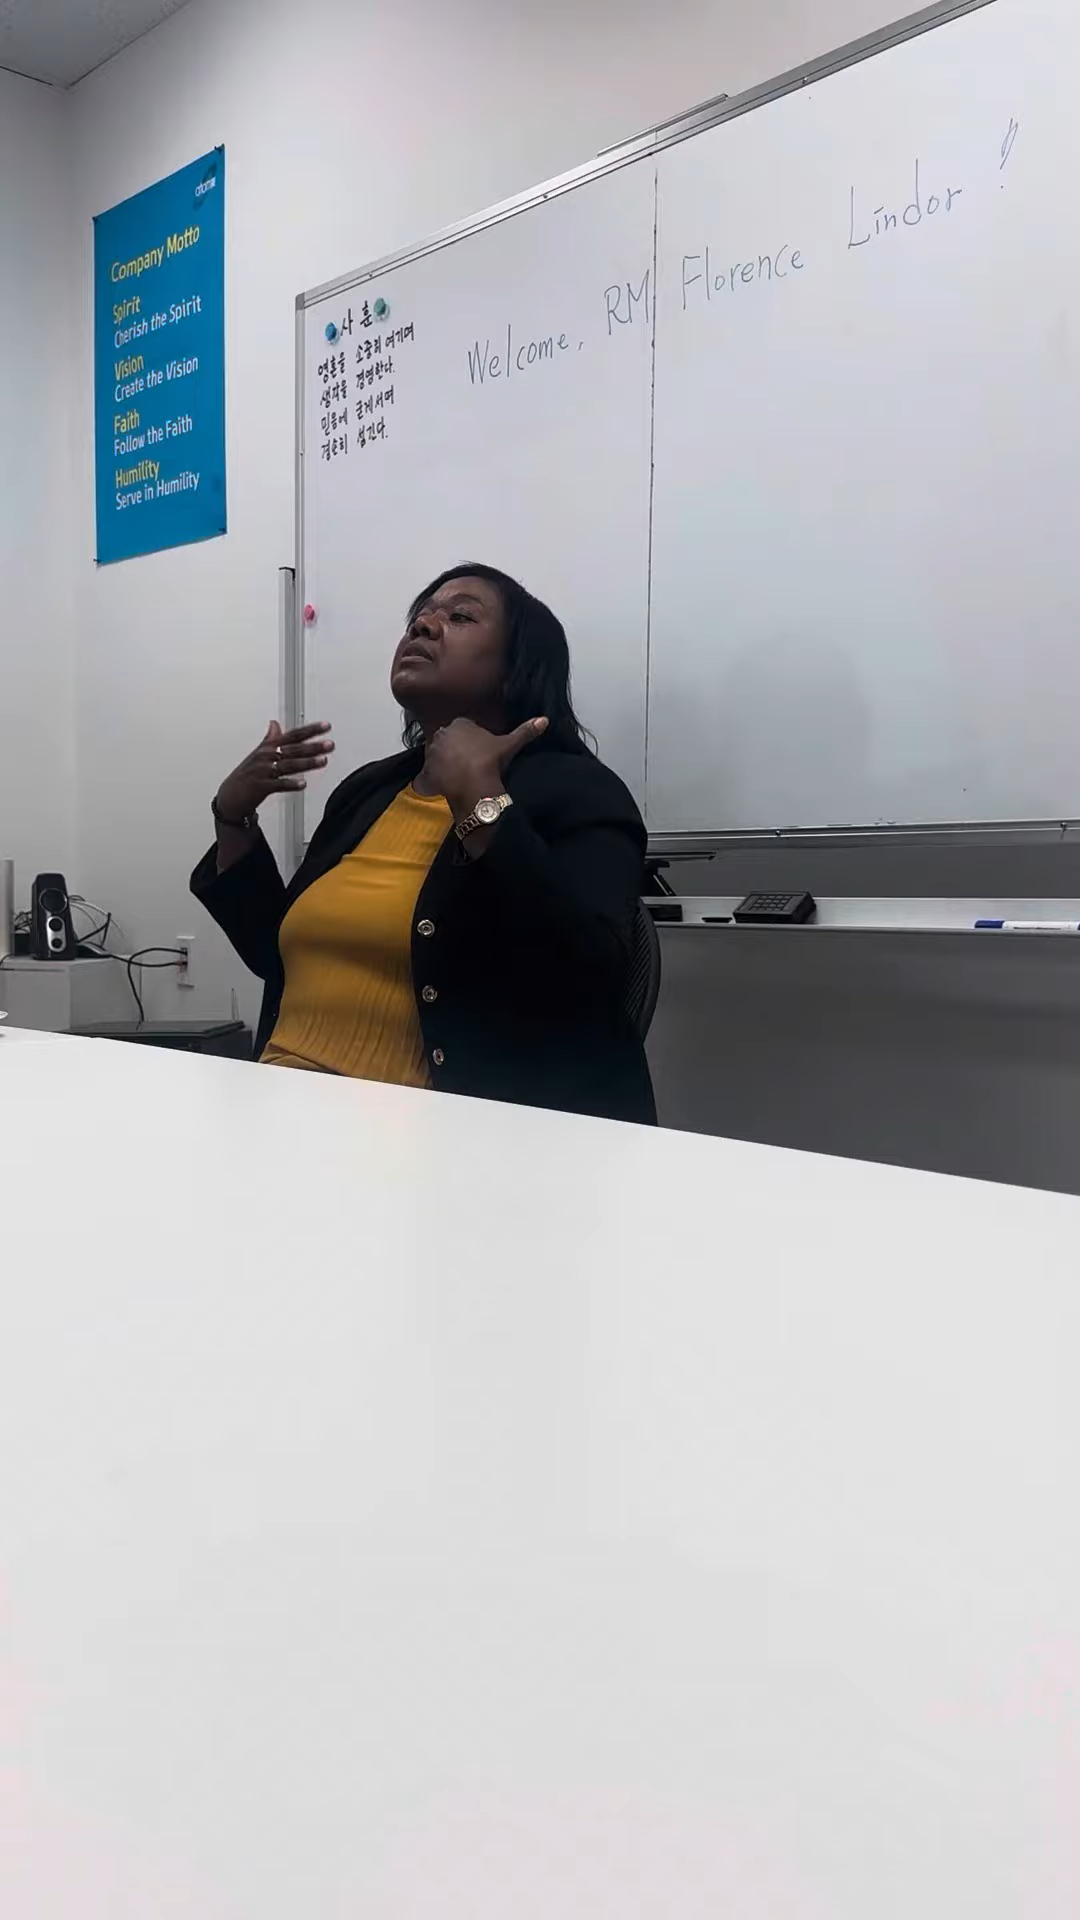 atomy
Company Motto
Spirit
Cherish the Spirit
Vision
Create the Vision
Faith
Follow the Faith
Humility
Serve in Humility
사훈
영혼을 소중히 여기며
생각을 경영한다.
믿음에 굳게서며
겸손히 섬긴다.
Welcome, RM Florence Lindor!